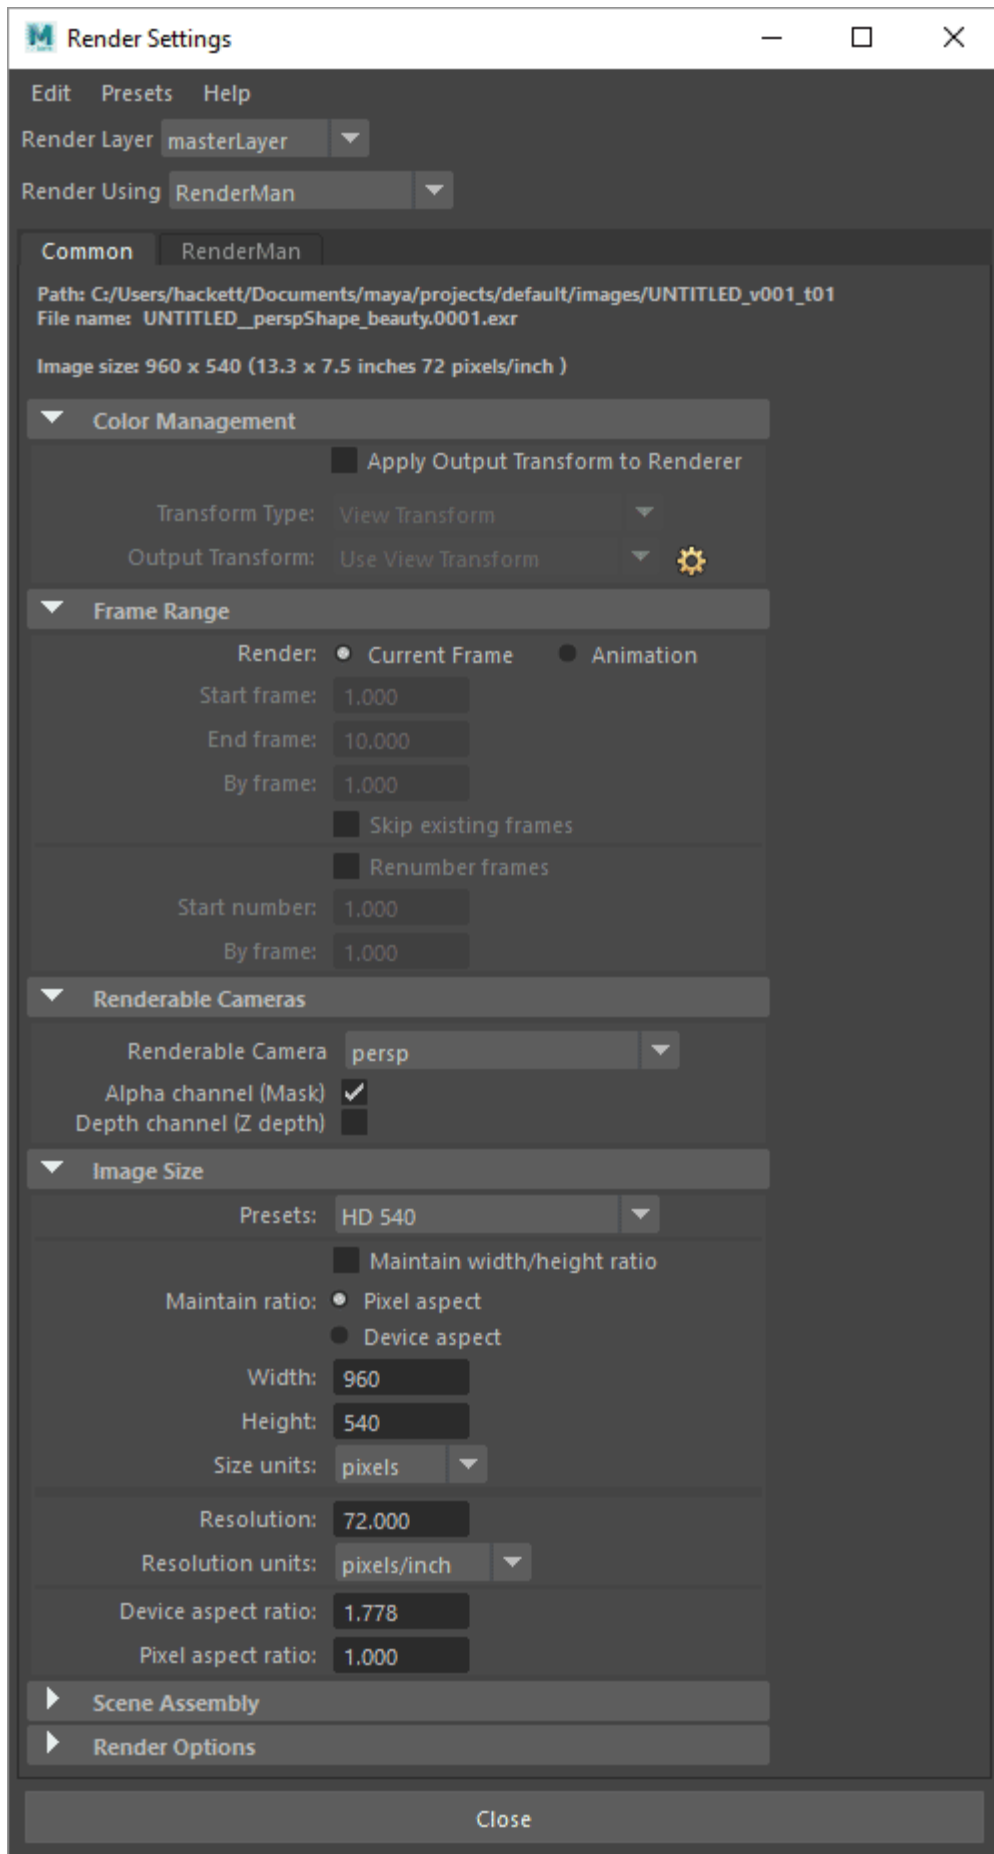 Render Settings
Edit Presets Help
Render Layer masterLayer
Render Using RenderMan
Common RenderMan
Path: C:/Users/hackett/Documents/maya/projects/default/images/UNTITLED_v001_t01
File name: UNTITLED__perspShape_beauty.0001.exr
Image size: 960 x 540 (13.3 x 7.5 inches 72 pixels/inch )
Color Management
Apply Output Transform to Renderer
Transform Type: View Transform
Output Transform: Use View Transform
Frame Range
Render: Current Frame Animation
Start frame: 1.000
End frame: 10.000
By frame: 1.000
Skip existing frames
Renumber frames
Start number: 1.000
By frame: 1.000
Renderable Cameras
Renderable Camera persp
Alpha channel (Mask)
Depth channel (Z depth)
Image Size
Presets: HD 540
Maintain width/height ratio
Maintain ratio: Pixel aspect
Device aspect
Width: 960
Height: 540
Size units: pixels
Resolution: 72.000
Resolution units: pixels/inch
Device aspect ratio: 1.778
Pixel aspect ratio: 1.000
Scene Assembly
Render Options
Close